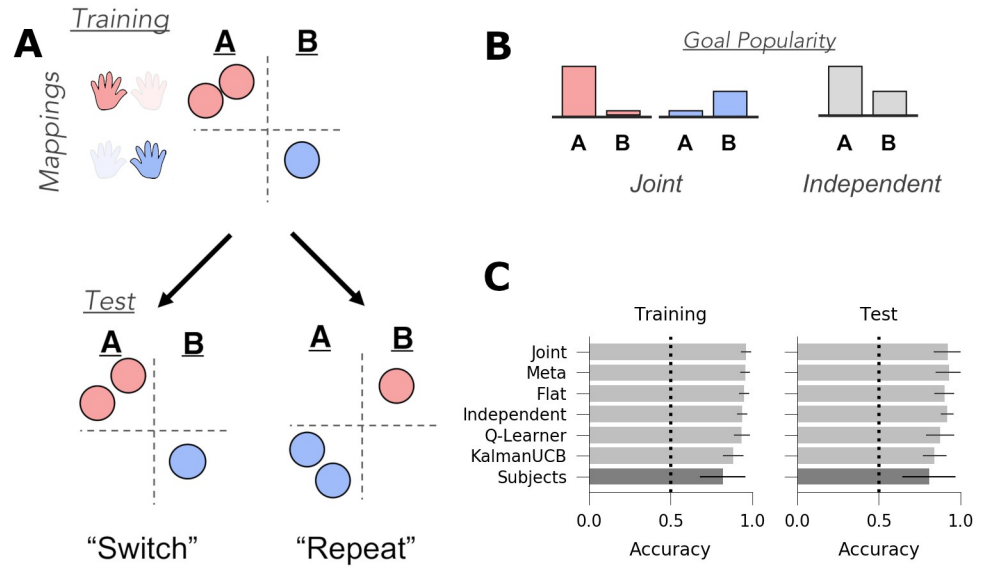 A
Training
Mappings
A B
Test
A B
A B
“Switch”
“Repeat”
B
Goal Popularity
A B A B A B
Joint
Independent
C
Training
Test
Joint
Meta
Flat
Independent
Q-Learner
KalmanUCB
Subjects
0.0 0.5 1.0
0.0 0.5 1.0
Accuracy
Accuracy